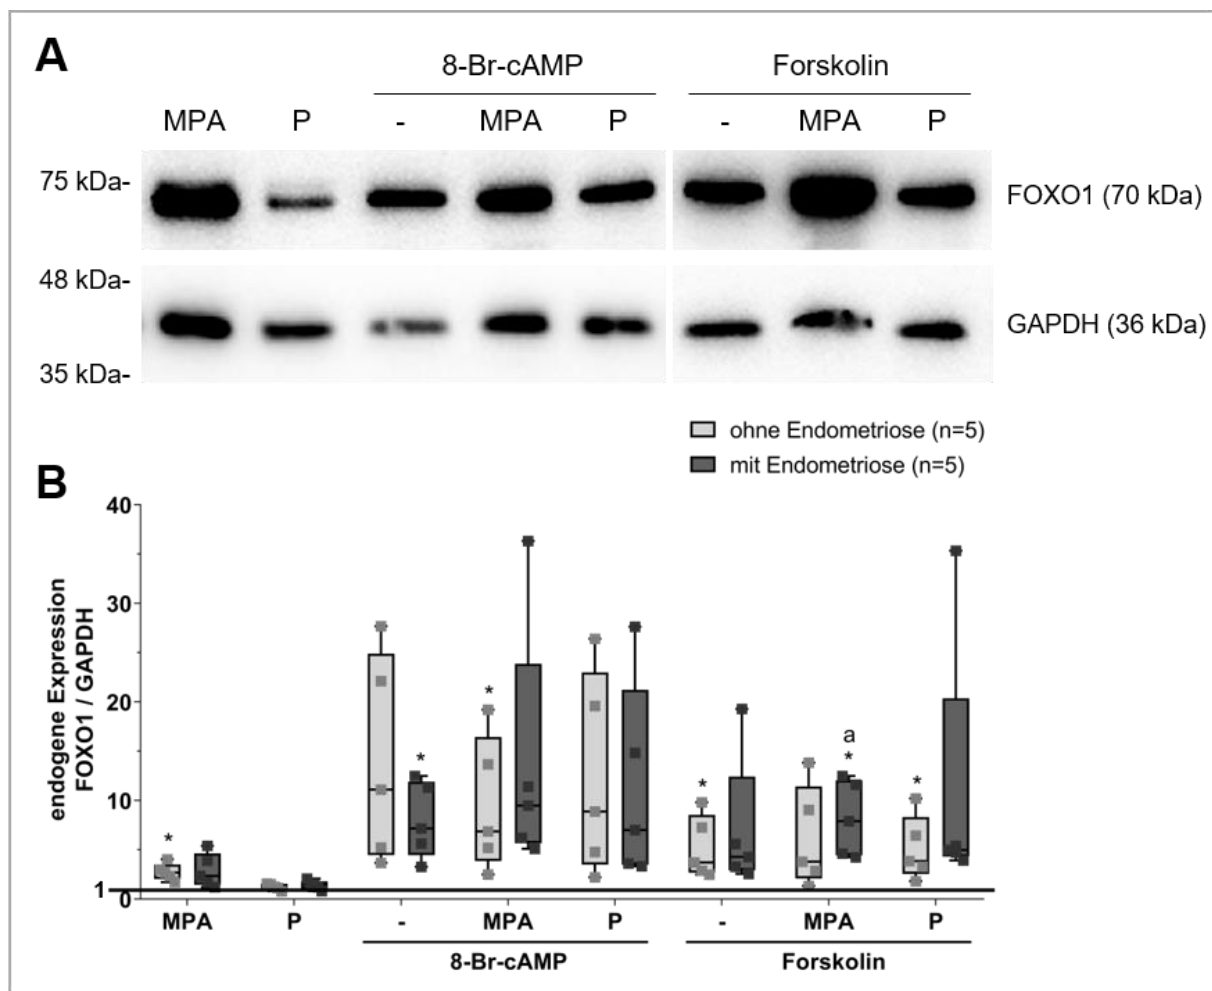 A
8-Br-cAMP Forskolin
MPA P - MPA P - MPA P
75 kDa-
FOXO1 (70 kDa)
48 kDa-
GAPDH (36 kDa)
35 kDa-
ohne Endometriose (n=5)
mit Endometriose (n=5)
B
endogene Expression
FOXO1 / GAPDH
40
30
20
10
1 0
* * * * a * *
MPA P - MPA P - MPA P
8-Br-cAMP Forskolin